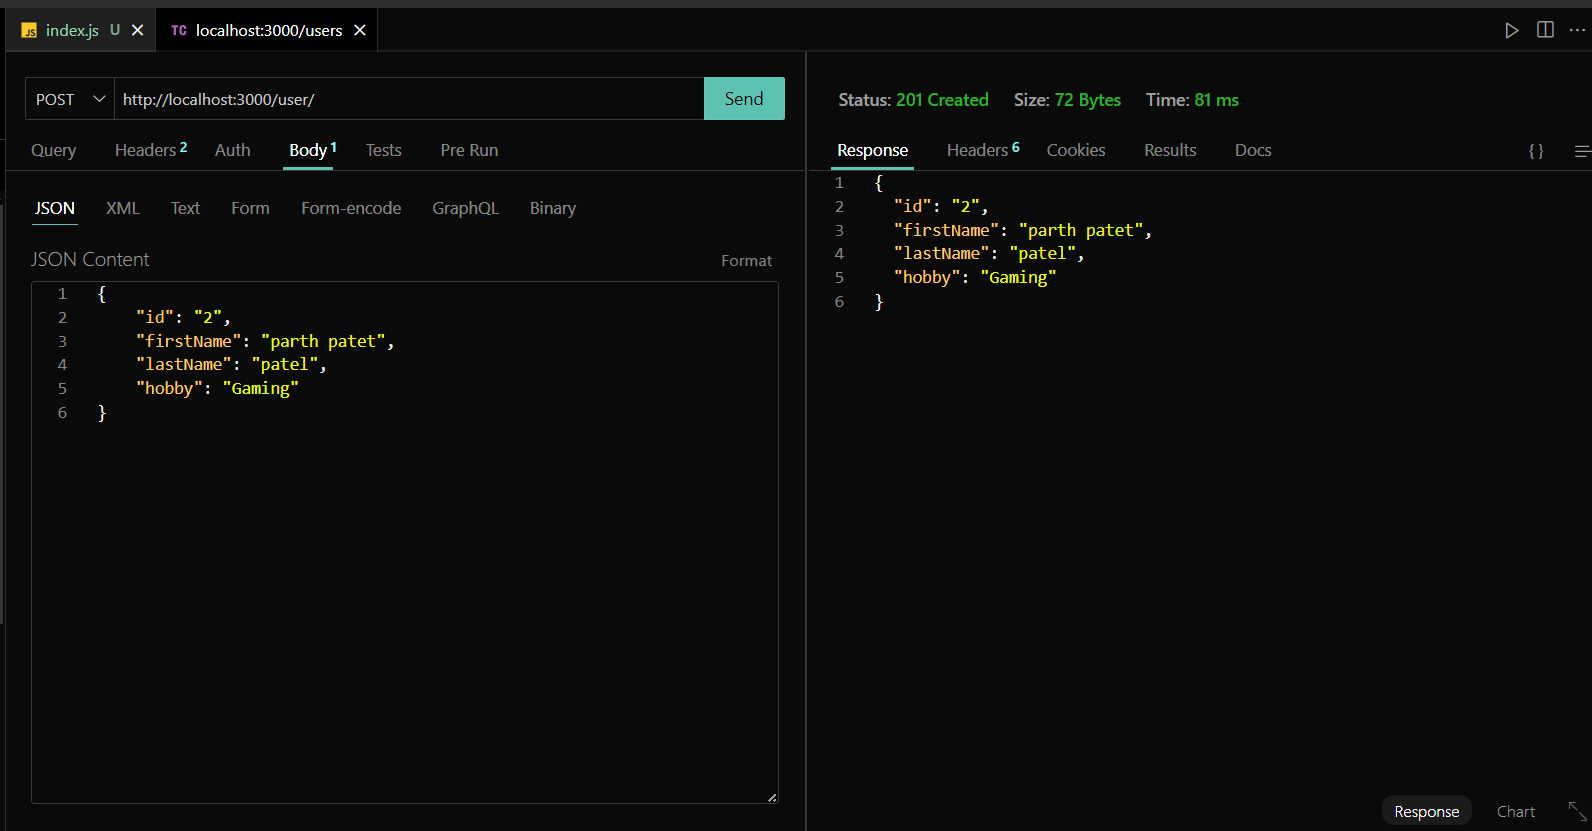 JS index.js U
TC localhost:3000/users
POST http://localhost:3000/user/ Send
Query Headers 2 Auth Body 1 Tests Pre Run
JSON XML Text Form Form-encode GraphQL Binary
JSON Content Format
1 {
2 "id": "2",
3 "firstName": "parth patet",
4 "lastName": "patel",
5 "hobby": "Gaming"
6 }
Status: 201 Created Size: 72 Bytes Time: 81 ms
Response Headers 6 Cookies Results Docs { }
1 {
2 "id": "2",
3 "firstName": "parth patet",
4 "lastName": "patel",
5 "hobby": "Gaming"
6 }
Response Chart